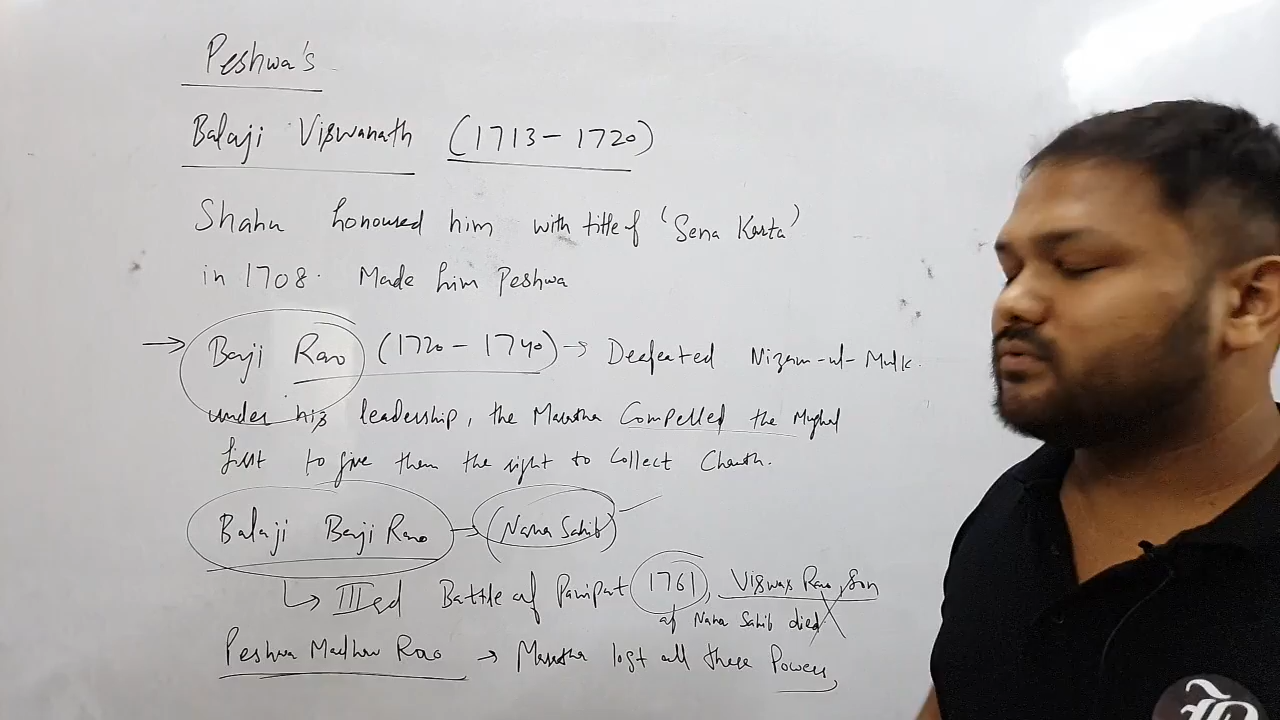 Peshwa's
Balaji Viswanath (1713-1720)
Shahu honoured him with title of 'Sena Karta'
in 1708. Made him Peshwa
→ Baji Rao (1720-1740) → Deafeated Nizam-ul-Mulk.
under his leadership, the Maratha Compelled the Mughal
first to give them the right to Collect Chauth.
Balaji Baji Rao → (Nana Sahib)
↳ IIIrd Battle of Panipat 1761, Viswas Rao, Son
of Nana Sahib died
Peshwa Madhav Rao → Maratha lost all there Powers,